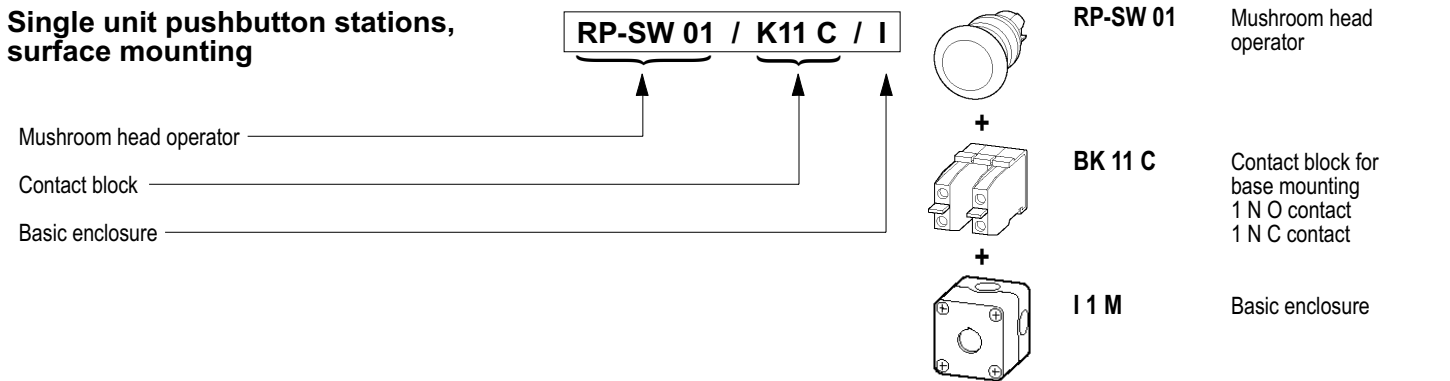 Single unit pushbutton stations,
surface mounting
RP-SW 01 / K11 C / I
Mushroom head operator
Contact block
Basic enclosure
RP-SW 01
Mushroom head
operator
+
BK 11 C
Contact block for
base mounting
1 N O contact
1 N C contact
+
I 1 M
Basic enclosure